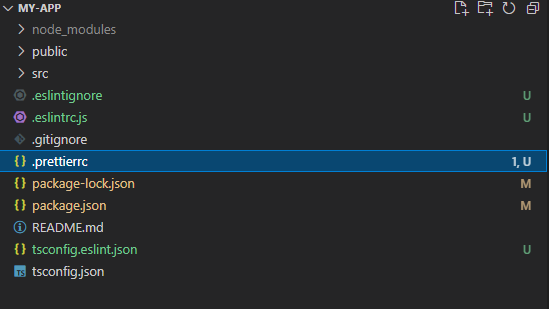 MY-APP
node_modules
public
src
.eslintignore U
.eslintrc.js U
.gitignore
{} .prettierrc 1, U
{} package-lock.json M
{} package.json M
README.md
{} tsconfig.eslint.json U
TS tsconfig.json